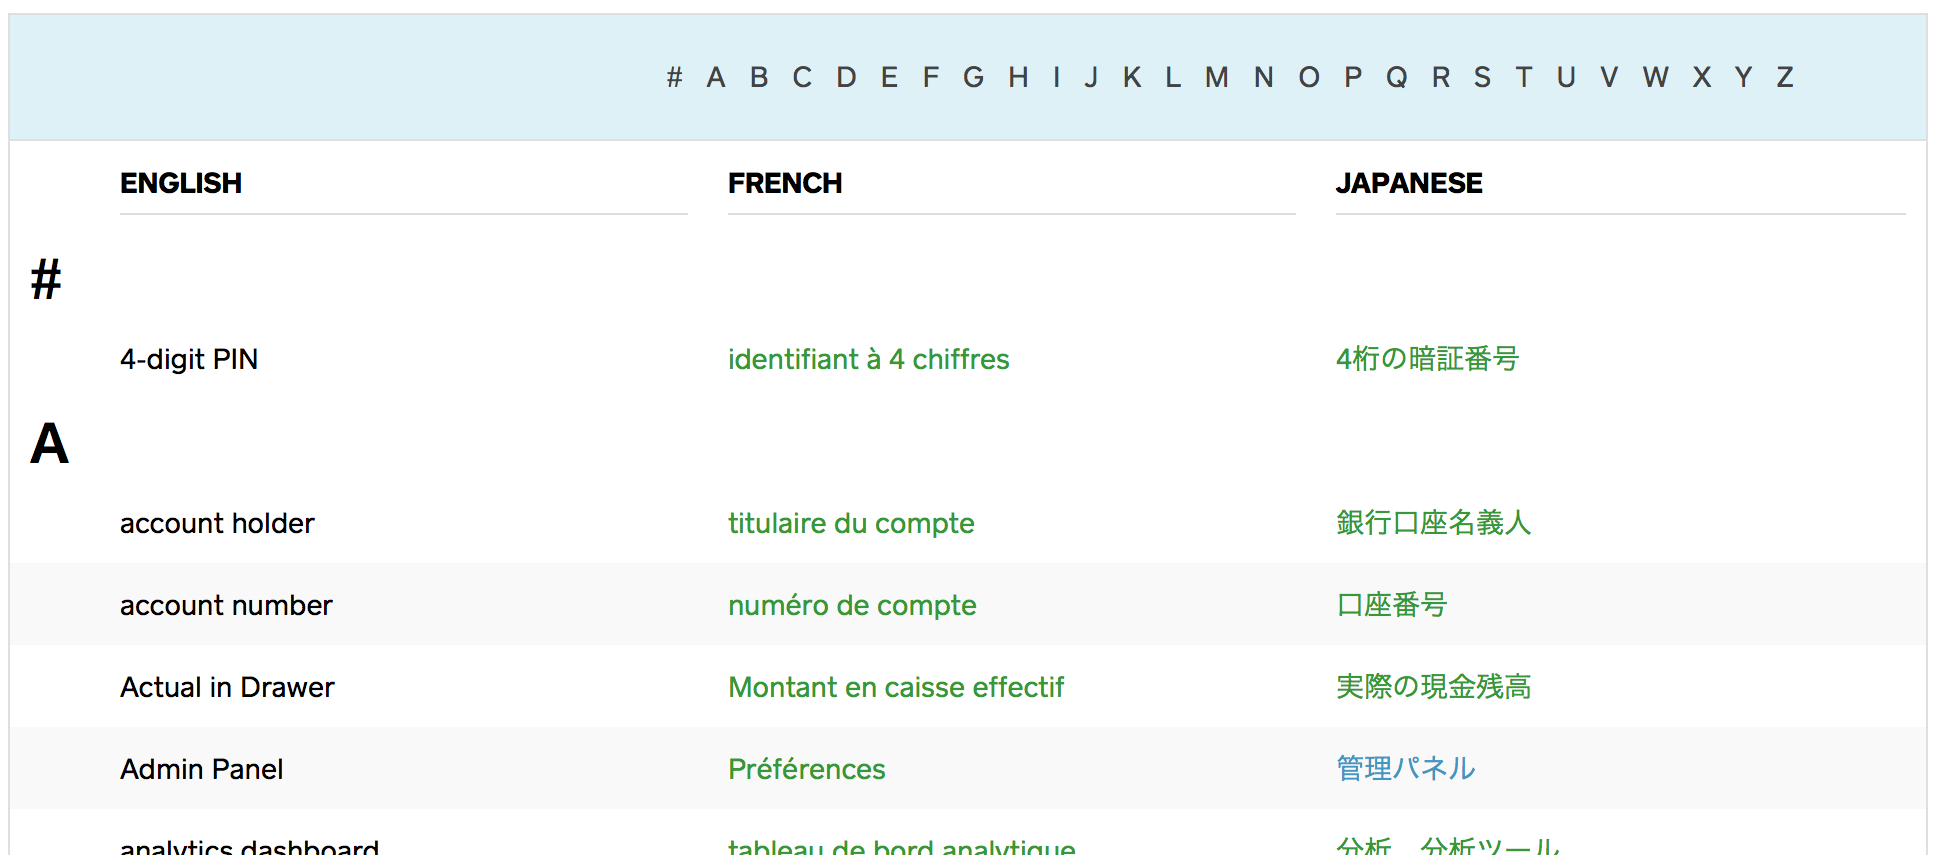 # A B C D E F G H I J K L M N O P Q R S T U V W X Y Z
ENGLISH FRENCH JAPANESE
#
4-digit PIN identifiant à 4 chiffres 4桁の暗証番号
A
account holder titulaire du compte 銀行口座名義人
account number numéro de compte 口座番号
Actual in Drawer Montant en caisse effectif 実際の現金残高
Admin Panel Préférences 管理パネル
analytics dashboard tableau de bord analytique 分析、分析ツール